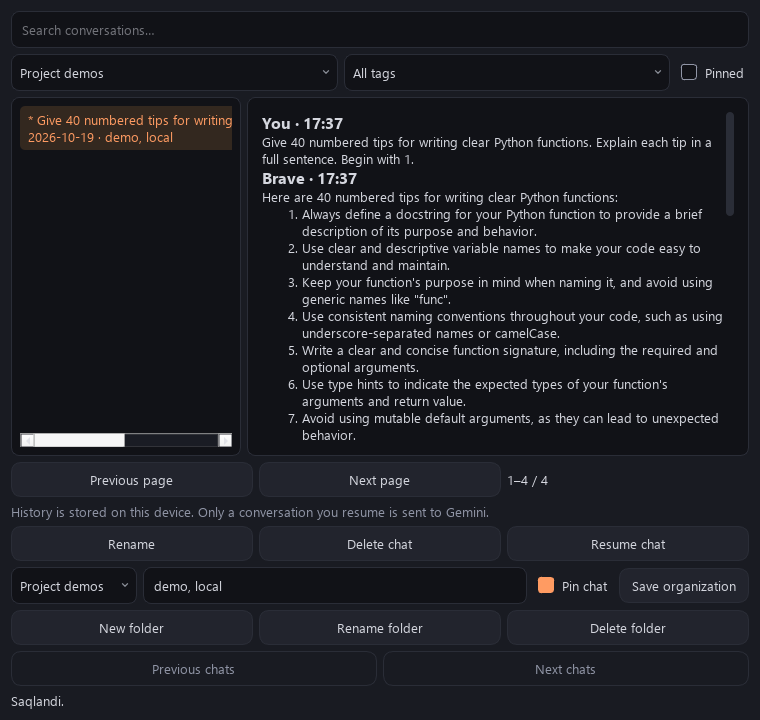 Search conversations...
Project demos
All tags
Pinned
* Give 40 numbered tips for writing
2026-10-19 · demo, local
You · 17:37
Give 40 numbered tips for writing clear Python functions. Explain each tip in a
full sentence. Begin with 1.
Brave · 17:37
Here are 40 numbered tips for writing clear Python functions:
1. Always define a docstring for your Python function to provide a brief
description of its purpose and behavior.
2. Use clear and descriptive variable names to make your code easy to
understand and maintain.
3. Keep your function's purpose in mind when naming it, and avoid using
generic names like "func".
4. Use consistent naming conventions throughout your code, such as using
underscore-separated names or camelCase.
5. Write a clear and concise function signature, including the required and
optional arguments.
6. Use type hints to indicate the expected types of your function's
arguments and return value.
7. Avoid using mutable default arguments, as they can lead to unexpected
behavior.
Previous page
Next page
1–4 / 4
History is stored on this device. Only a conversation you resume is sent to Gemini.
Rename
Delete chat
Resume chat
Project demos
demo, local
Pin chat
Save organization
New folder
Rename folder
Delete folder
Previous chats
Next chats
Saqlandi.